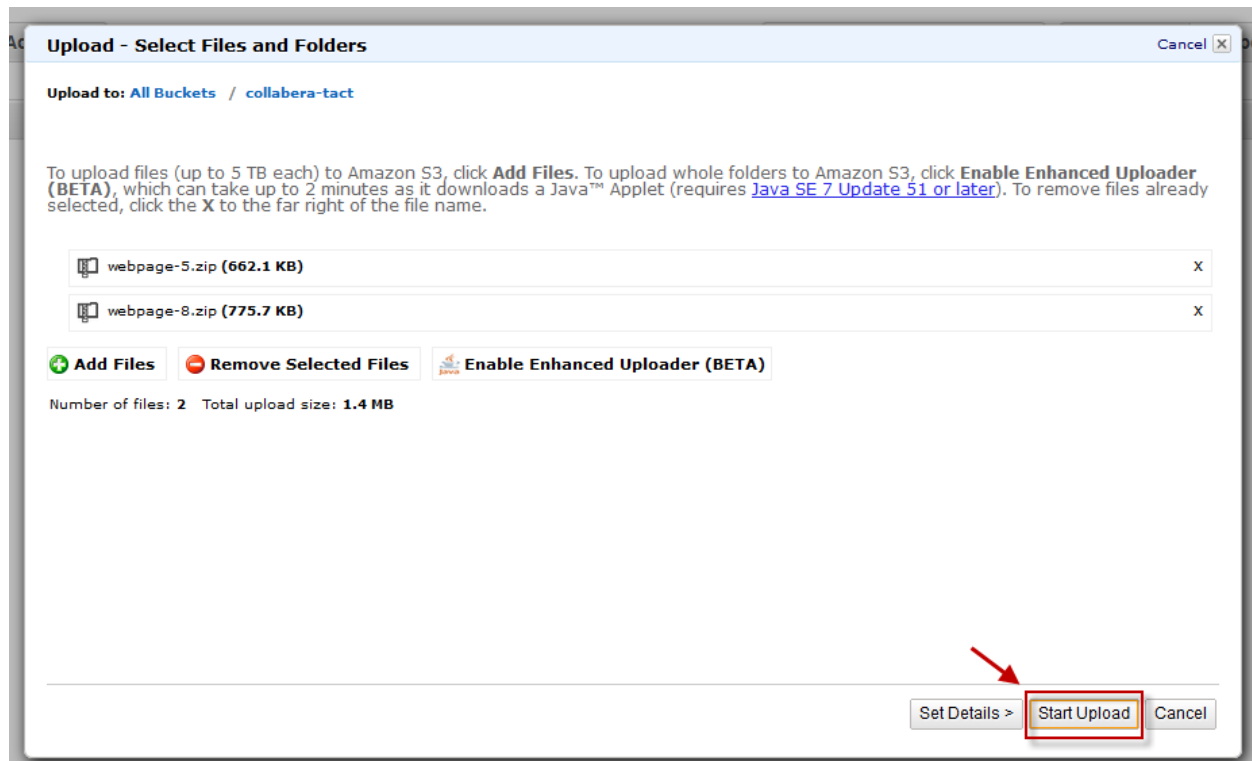 Upload - Select Files and Folders
Cancel
Upload to: All Buckets / collabera-tact
To upload files (up to 5 TB each) to Amazon S3, click Add Files. To upload whole folders to Amazon S3, click Enable Enhanced Uploader
(BETA), which can take up to 2 minutes as it downloads a Java™ Applet (requires Java SE 7 Update 51 or later). To remove files already
selected, click the X to the far right of the file name.
webpage-5.zip (662.1 KB) X
webpage-8.zip (775.7 KB) X
Add Files Remove Selected Files Java Enable Enhanced Uploader (BETA)
Number of files: 2 Total upload size: 1.4 MB
Set Details > Start Upload Cancel